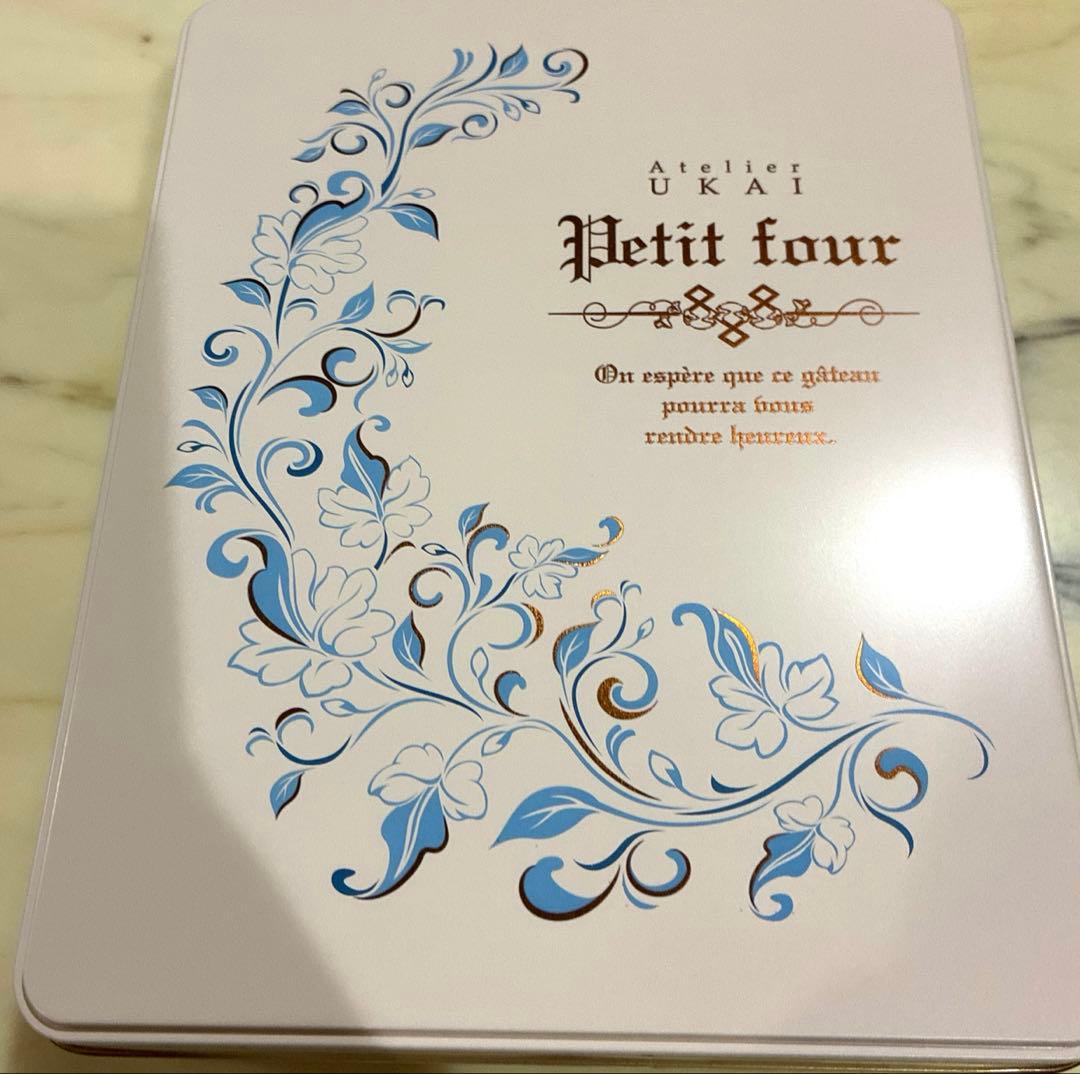 Atelier
UKAI
Petit four
On espère que ce gâteau
pourra vous
rendre heureux.